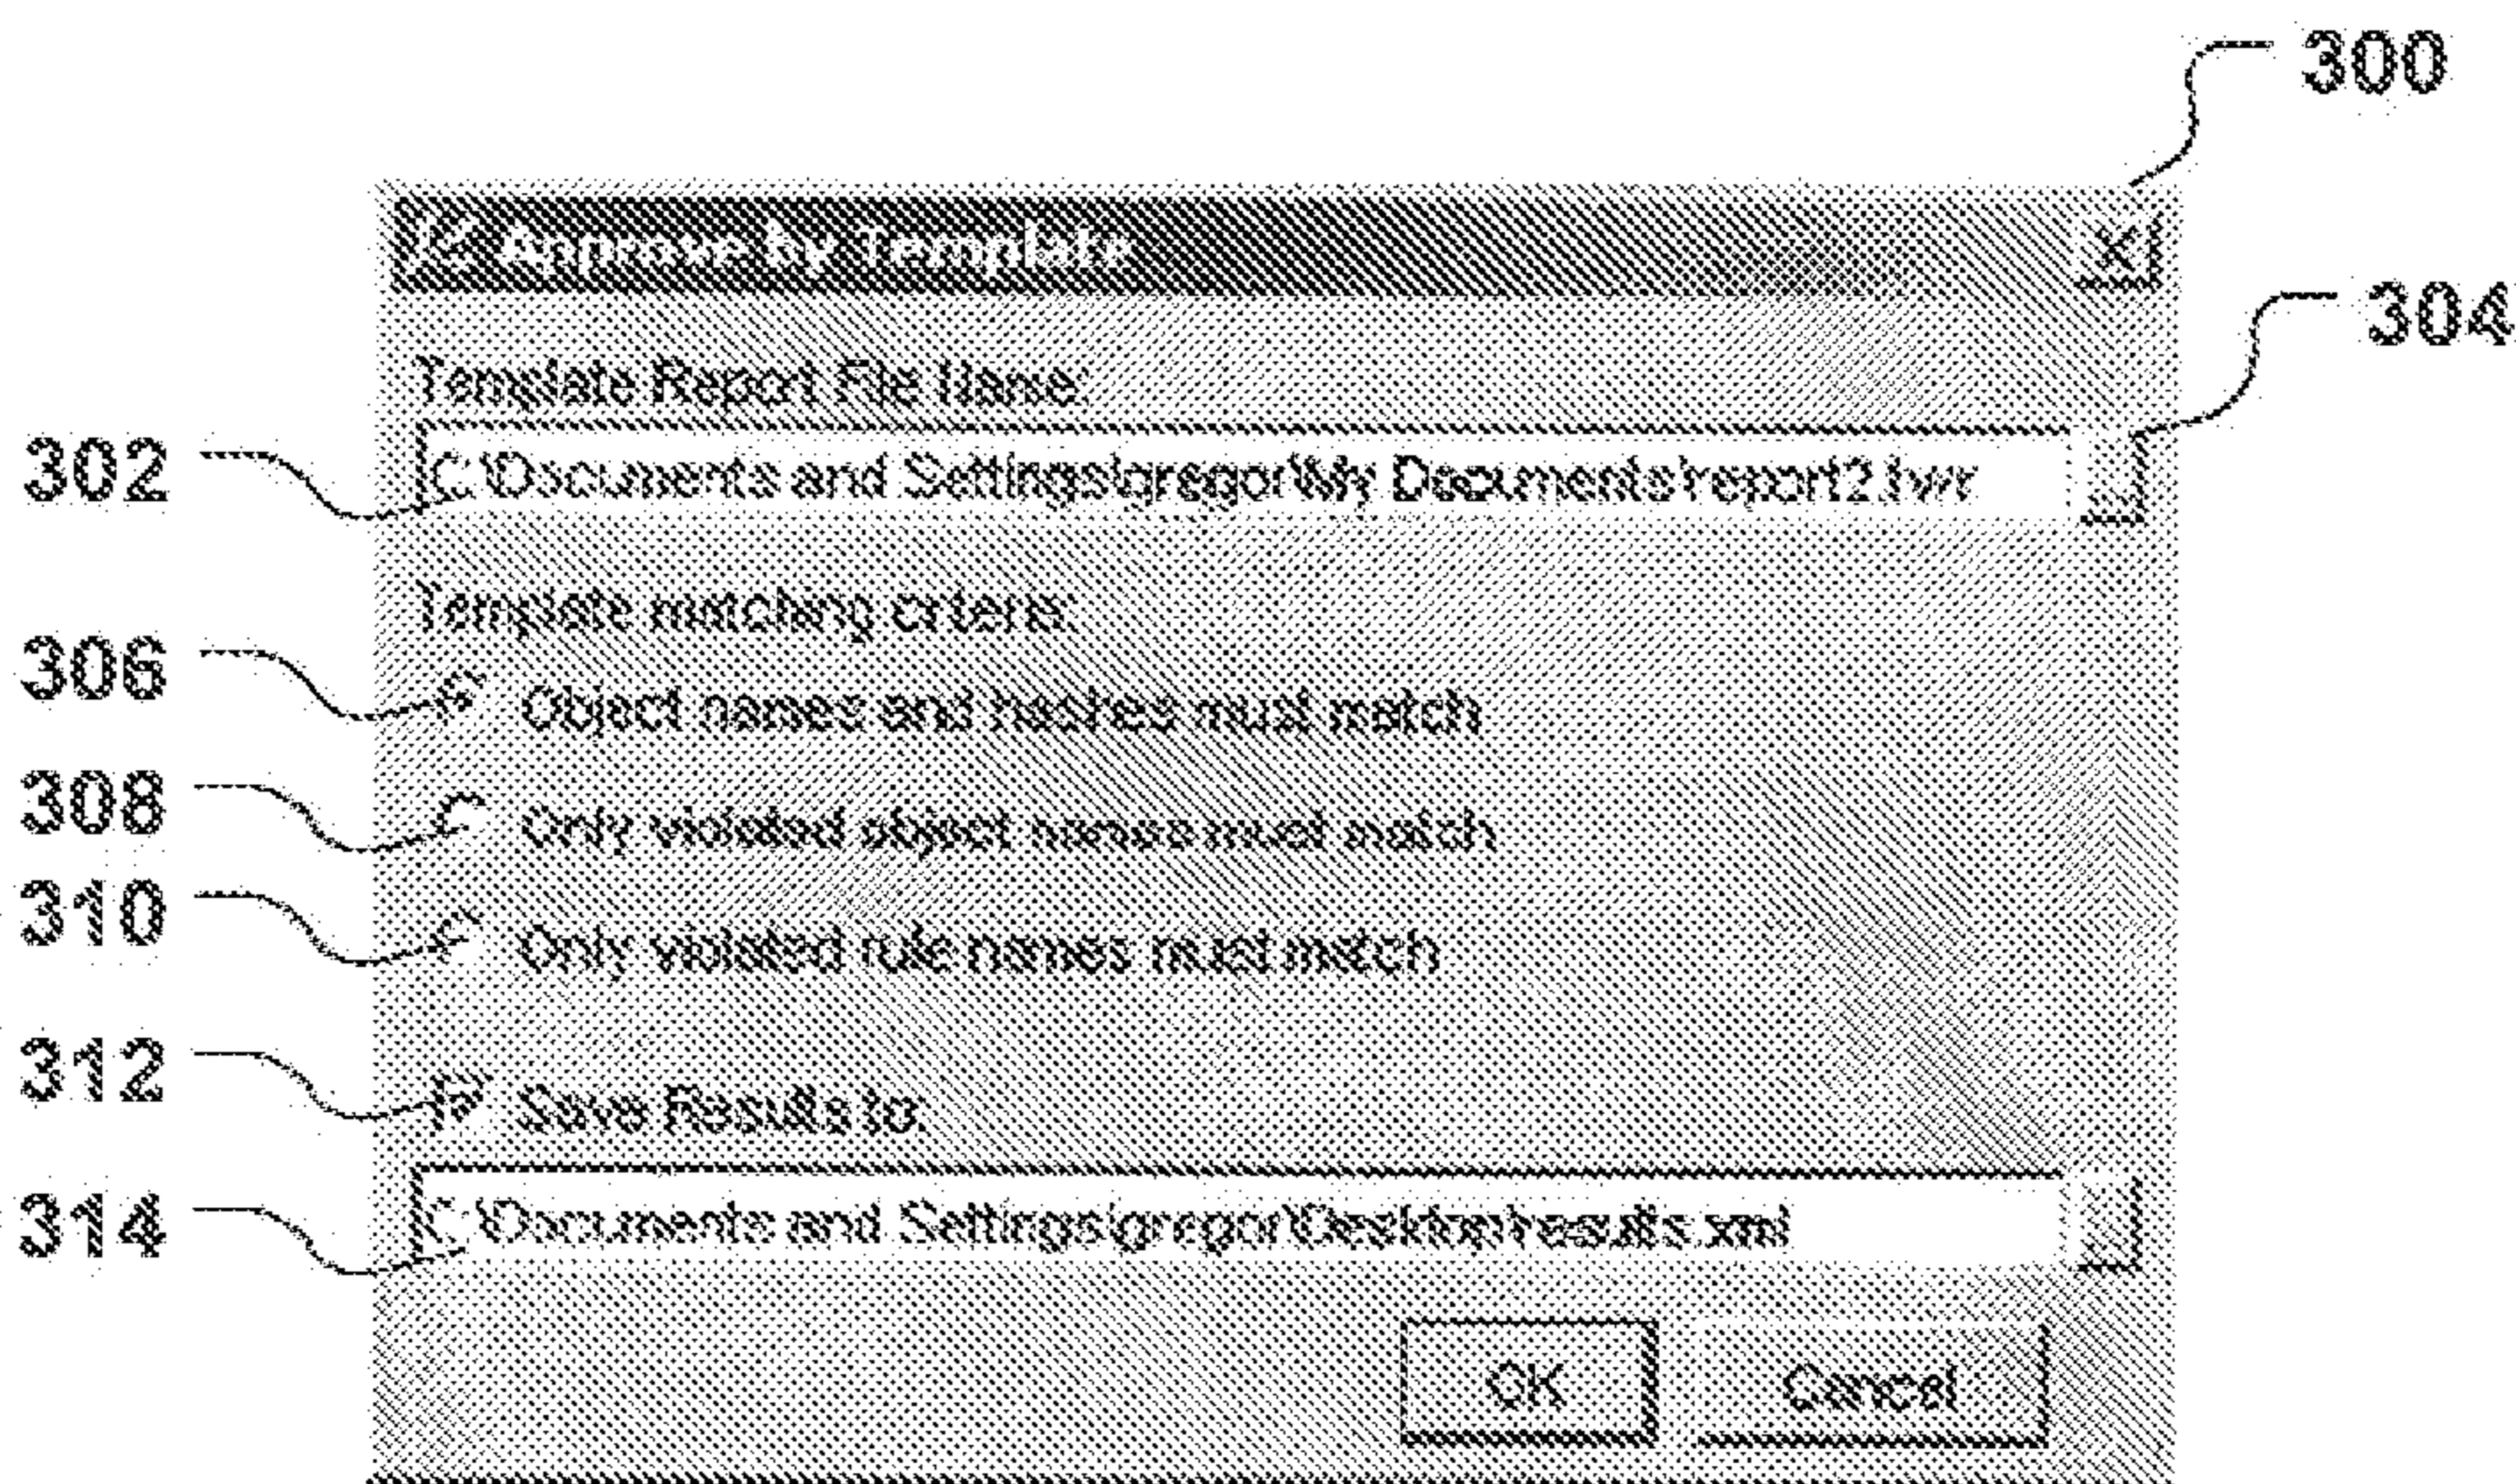 300
Approve by Template
304
Template Report File Name:
302
C:\Documents and Settings\gregor\My Documents\report2.twr
Template matching criteria:
306
Object names and hashes must match
308
Only violated object names must match
310
Only violated rule names must match
312
Save Results to:
314
C:\Documents and Settings\gregor\Desktop\results.xml
OK
Cancel